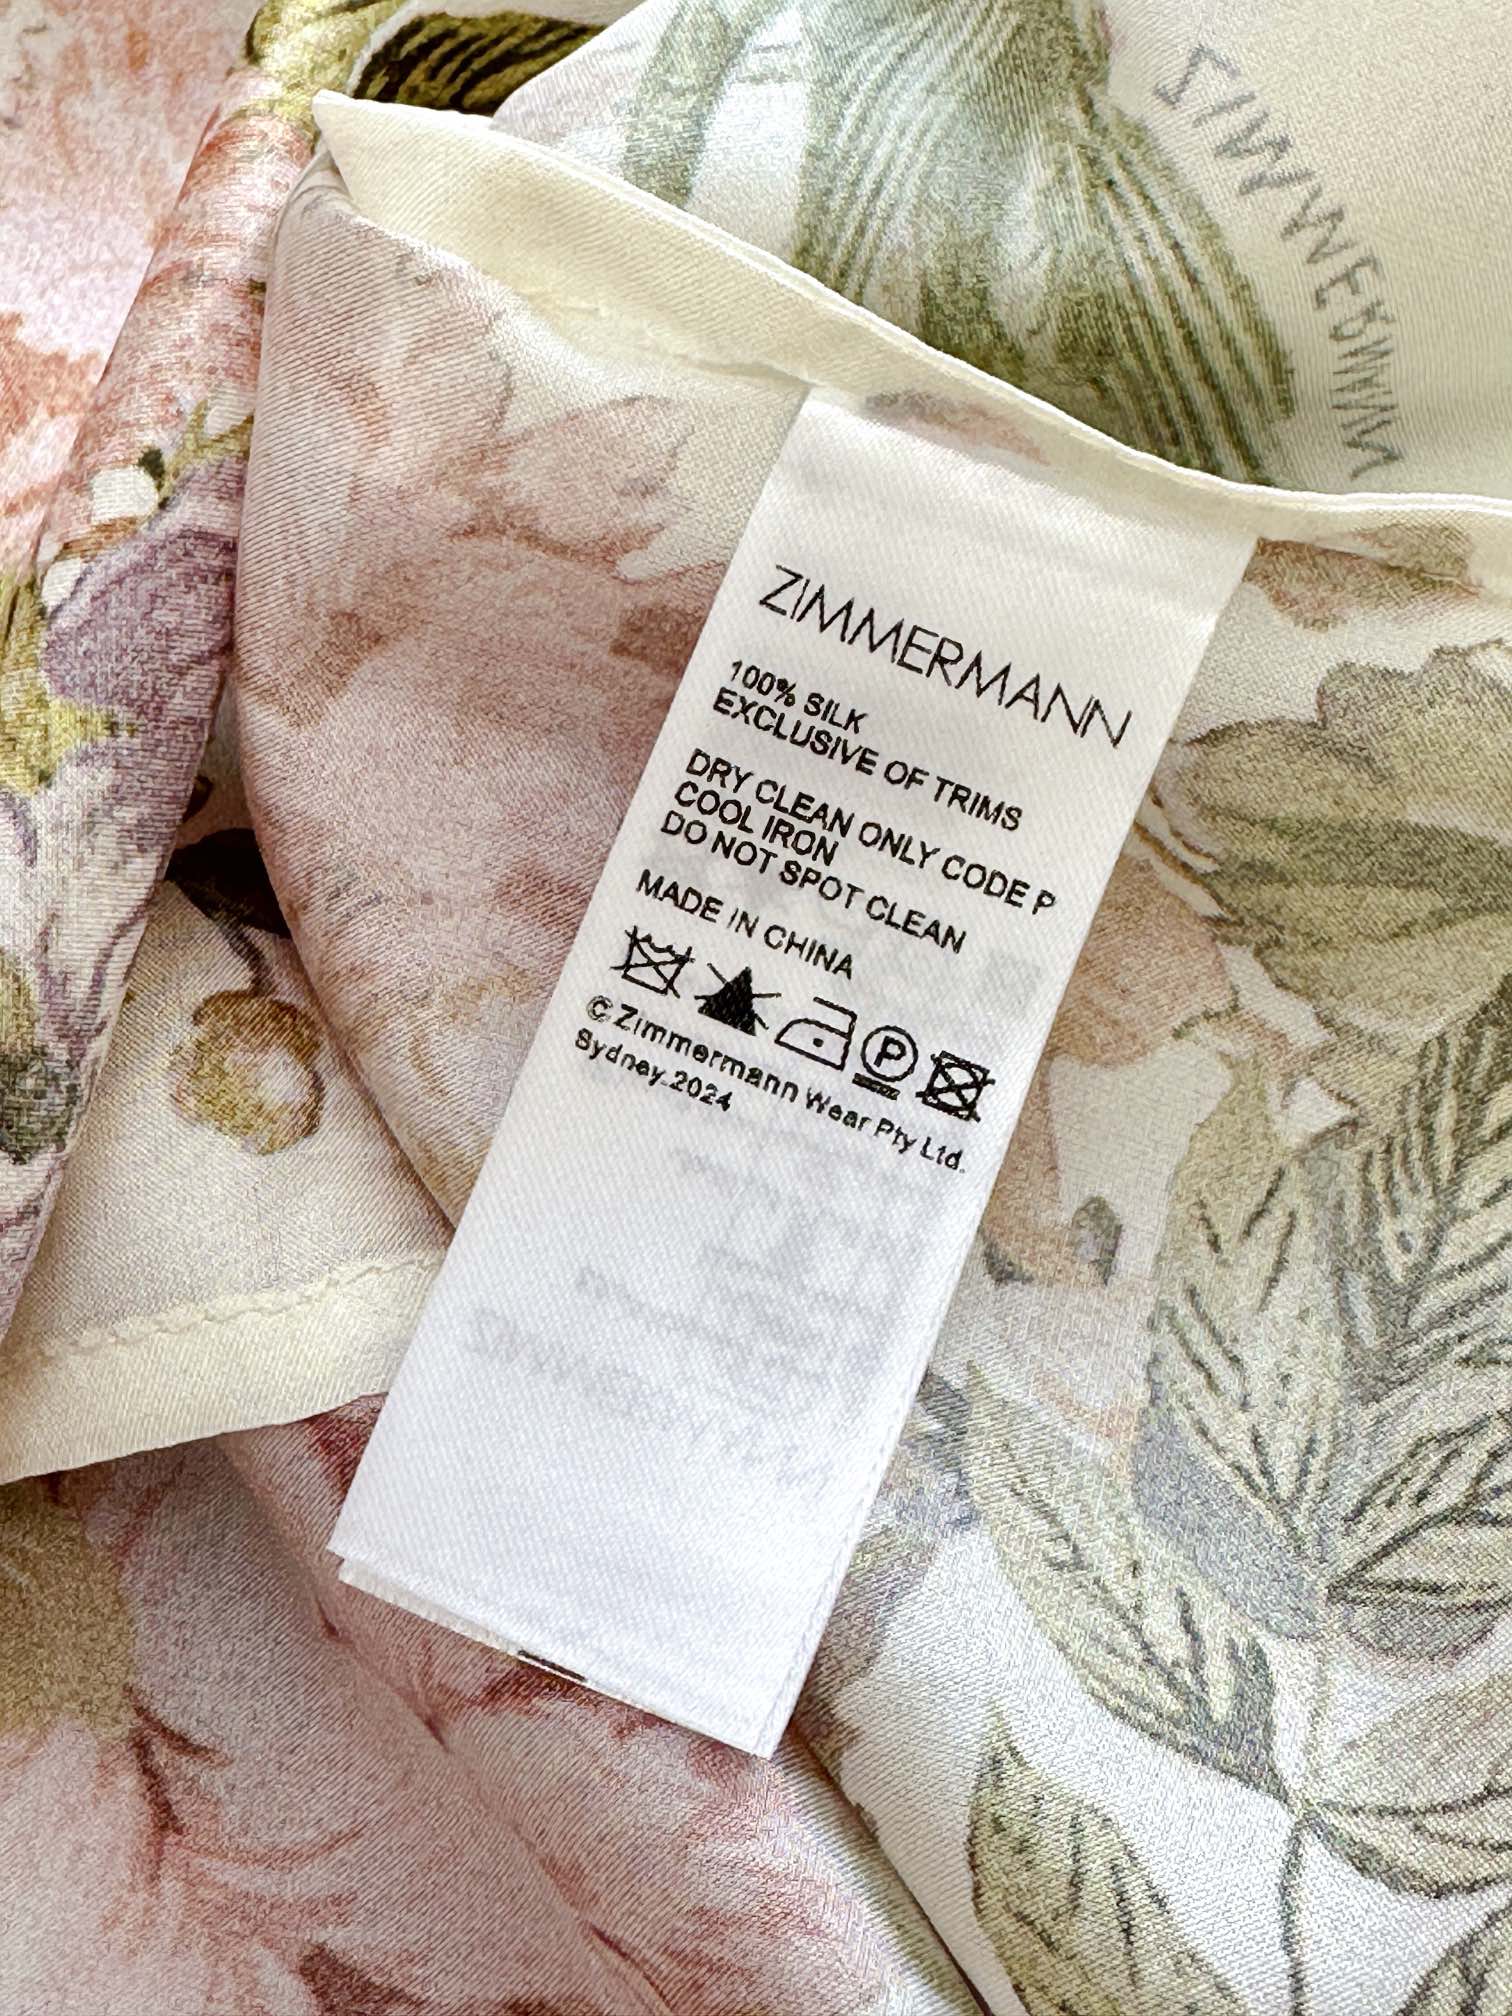 ZIMMERMANN
ZIMMERMANN
100% SILK
EXCLUSIVE OF TRIMS
DRY CLEAN ONLY CODE P
COOL IRON
DO NOT SPOT CLEAN
MADE IN CHINA
P
© Zimmermann Wear Pty Ltd.
Sydney.2024